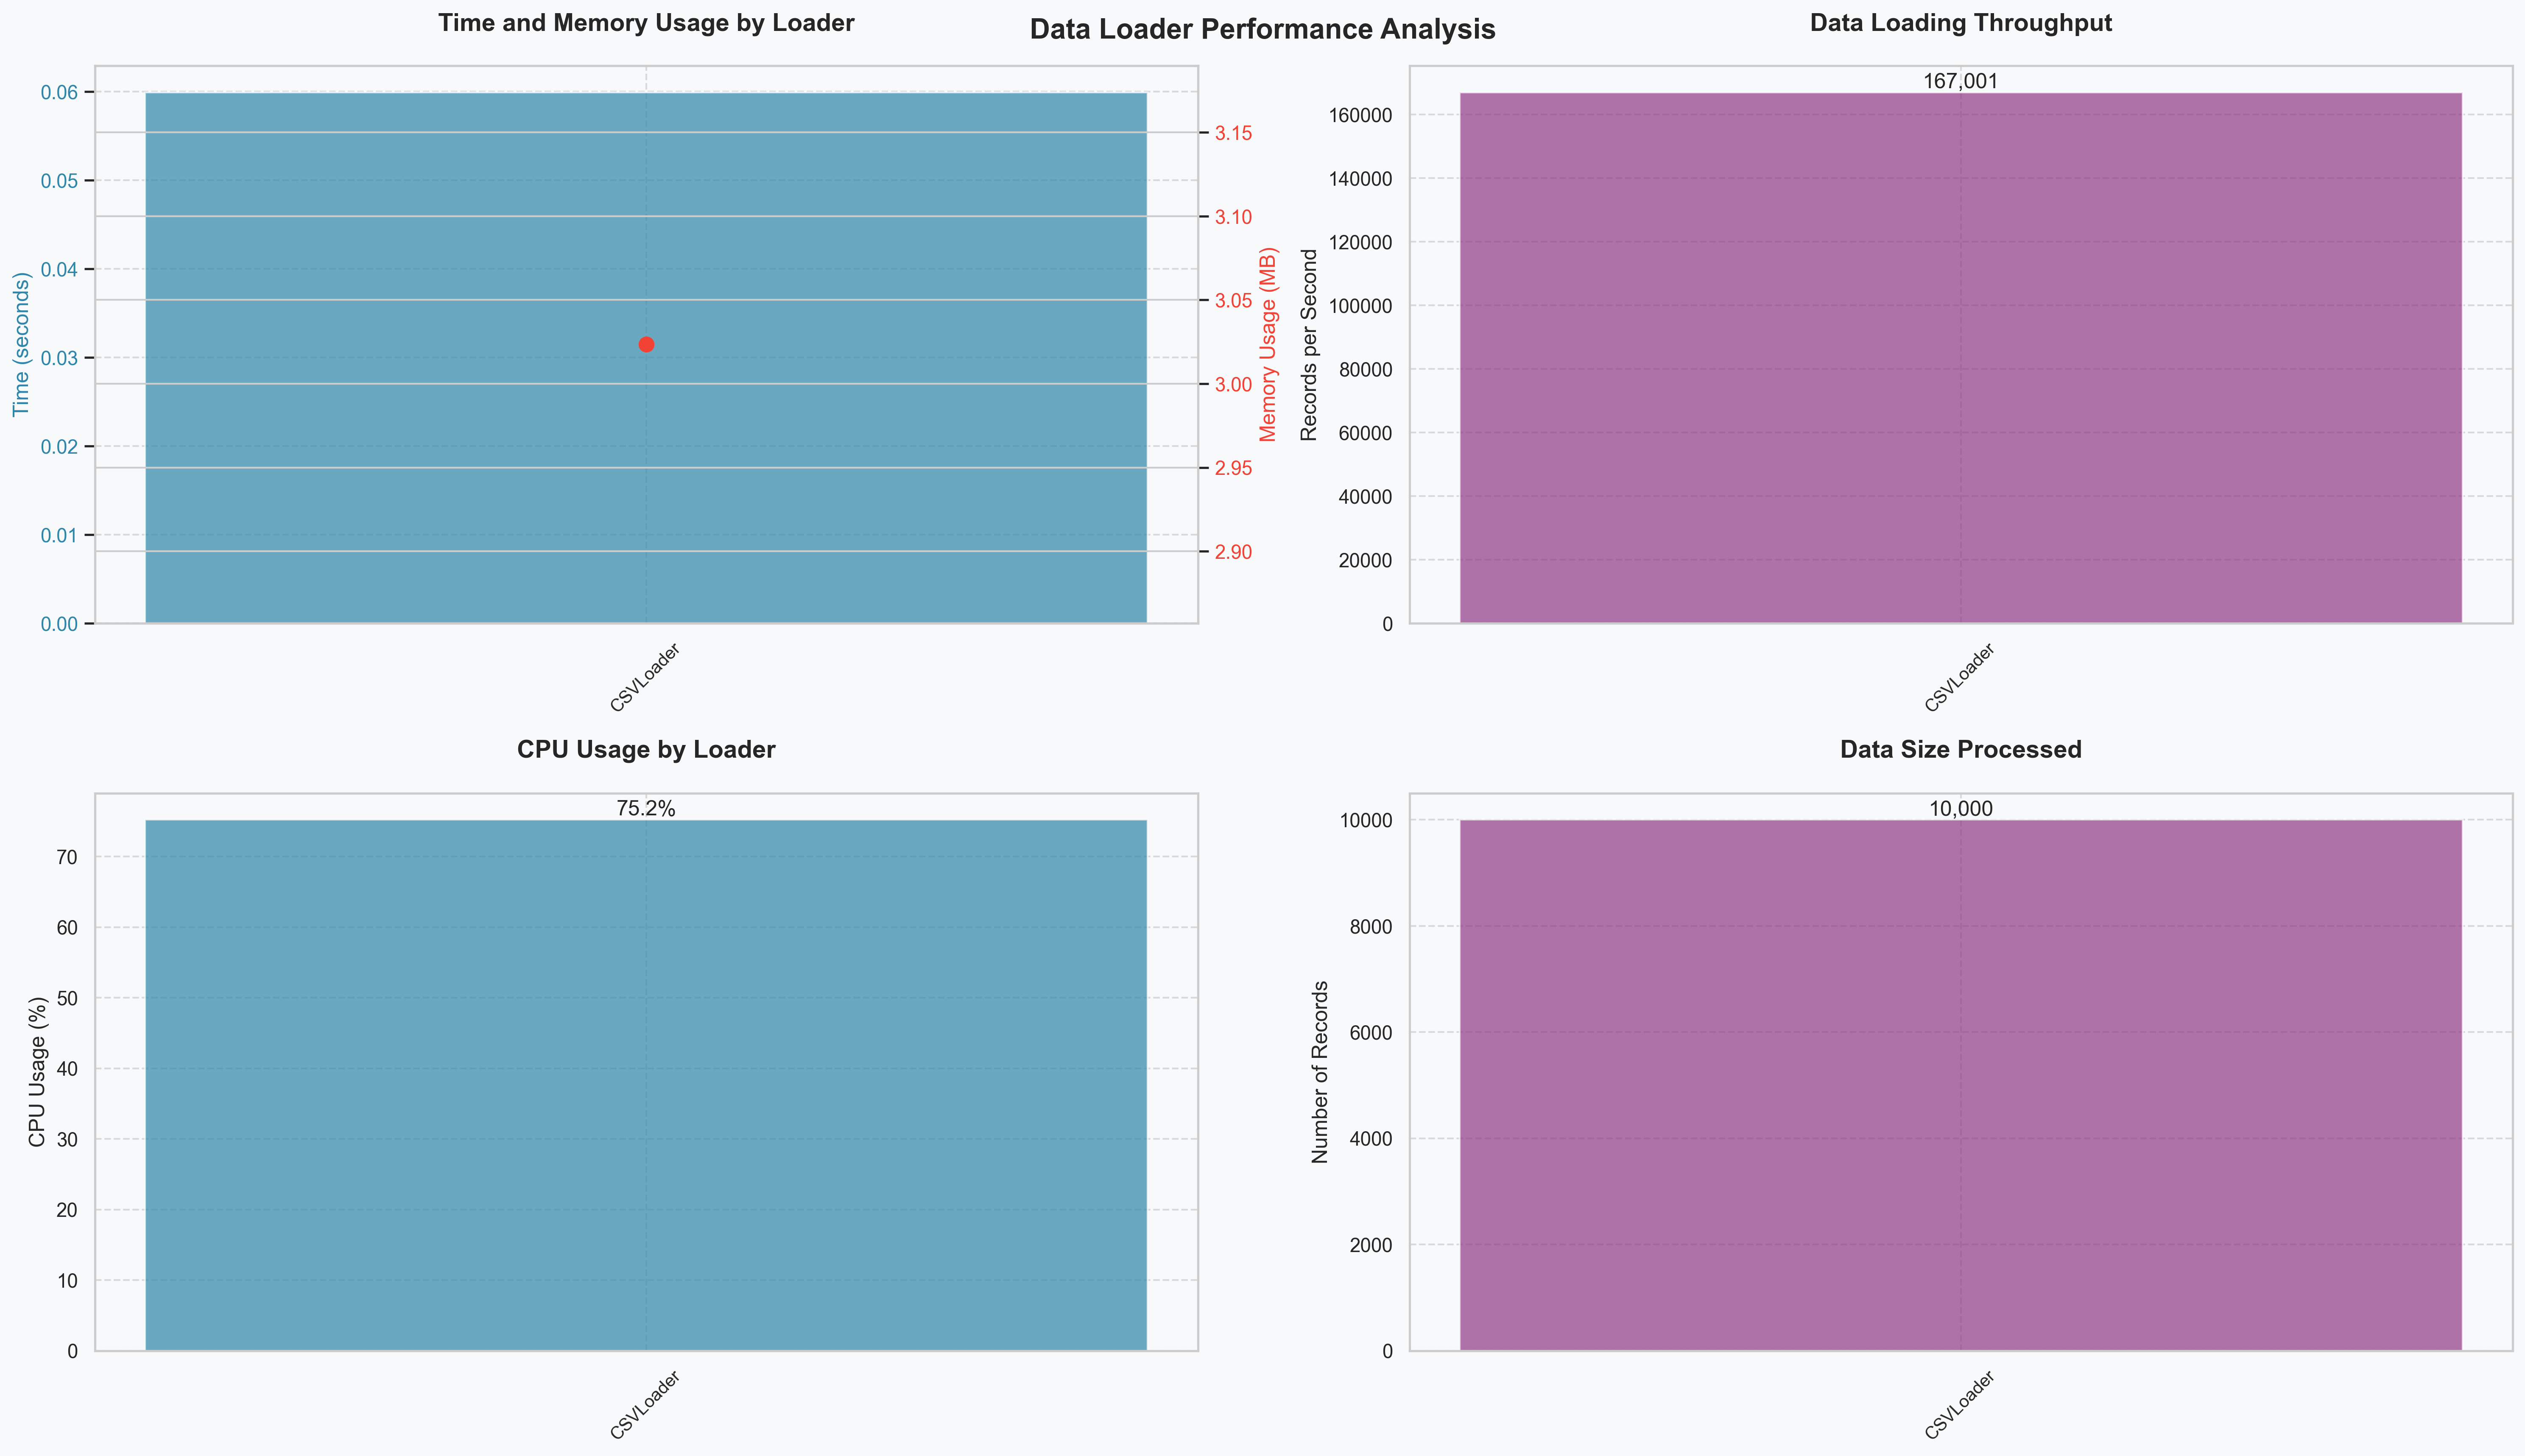 Data Loader Performance Analysis
Time and Memory Usage by Loader
Time (seconds)
0.06
0.05
0.04
0.03
0.02
0.01
0.00
3.15
3.10
3.05
3.00
2.95
2.90
Memory Usage (MB)
CSVLoader
Data Loading Throughput
Records per Second
167,001
160000
140000
120000
100000
80000
60000
40000
20000
0
CSVLoader
CPU Usage by Loader
CPU Usage (%)
75.2%
70
60
50
40
30
20
10
0
CSVLoader
Data Size Processed
Number of Records
10,000
10000
8000
6000
4000
2000
0
CSVLoader